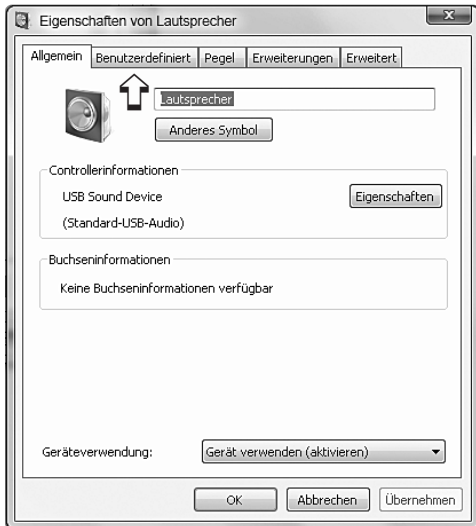 Eigenschaften von Lautsprecher
Allgemein Benutzerdefiniert Pegel Erweiterungen Erweitert
Lautsprecher
Anderes Symbol
Controllerinformationen
USB Sound Device Eigenschaften
(Standard-USB-Audio)
Buchseninformationen
Keine Buchseninformationen verfügbar
Geräteverwendung: Gerät verwenden (aktivieren)
OK Abbrechen Übernehmen